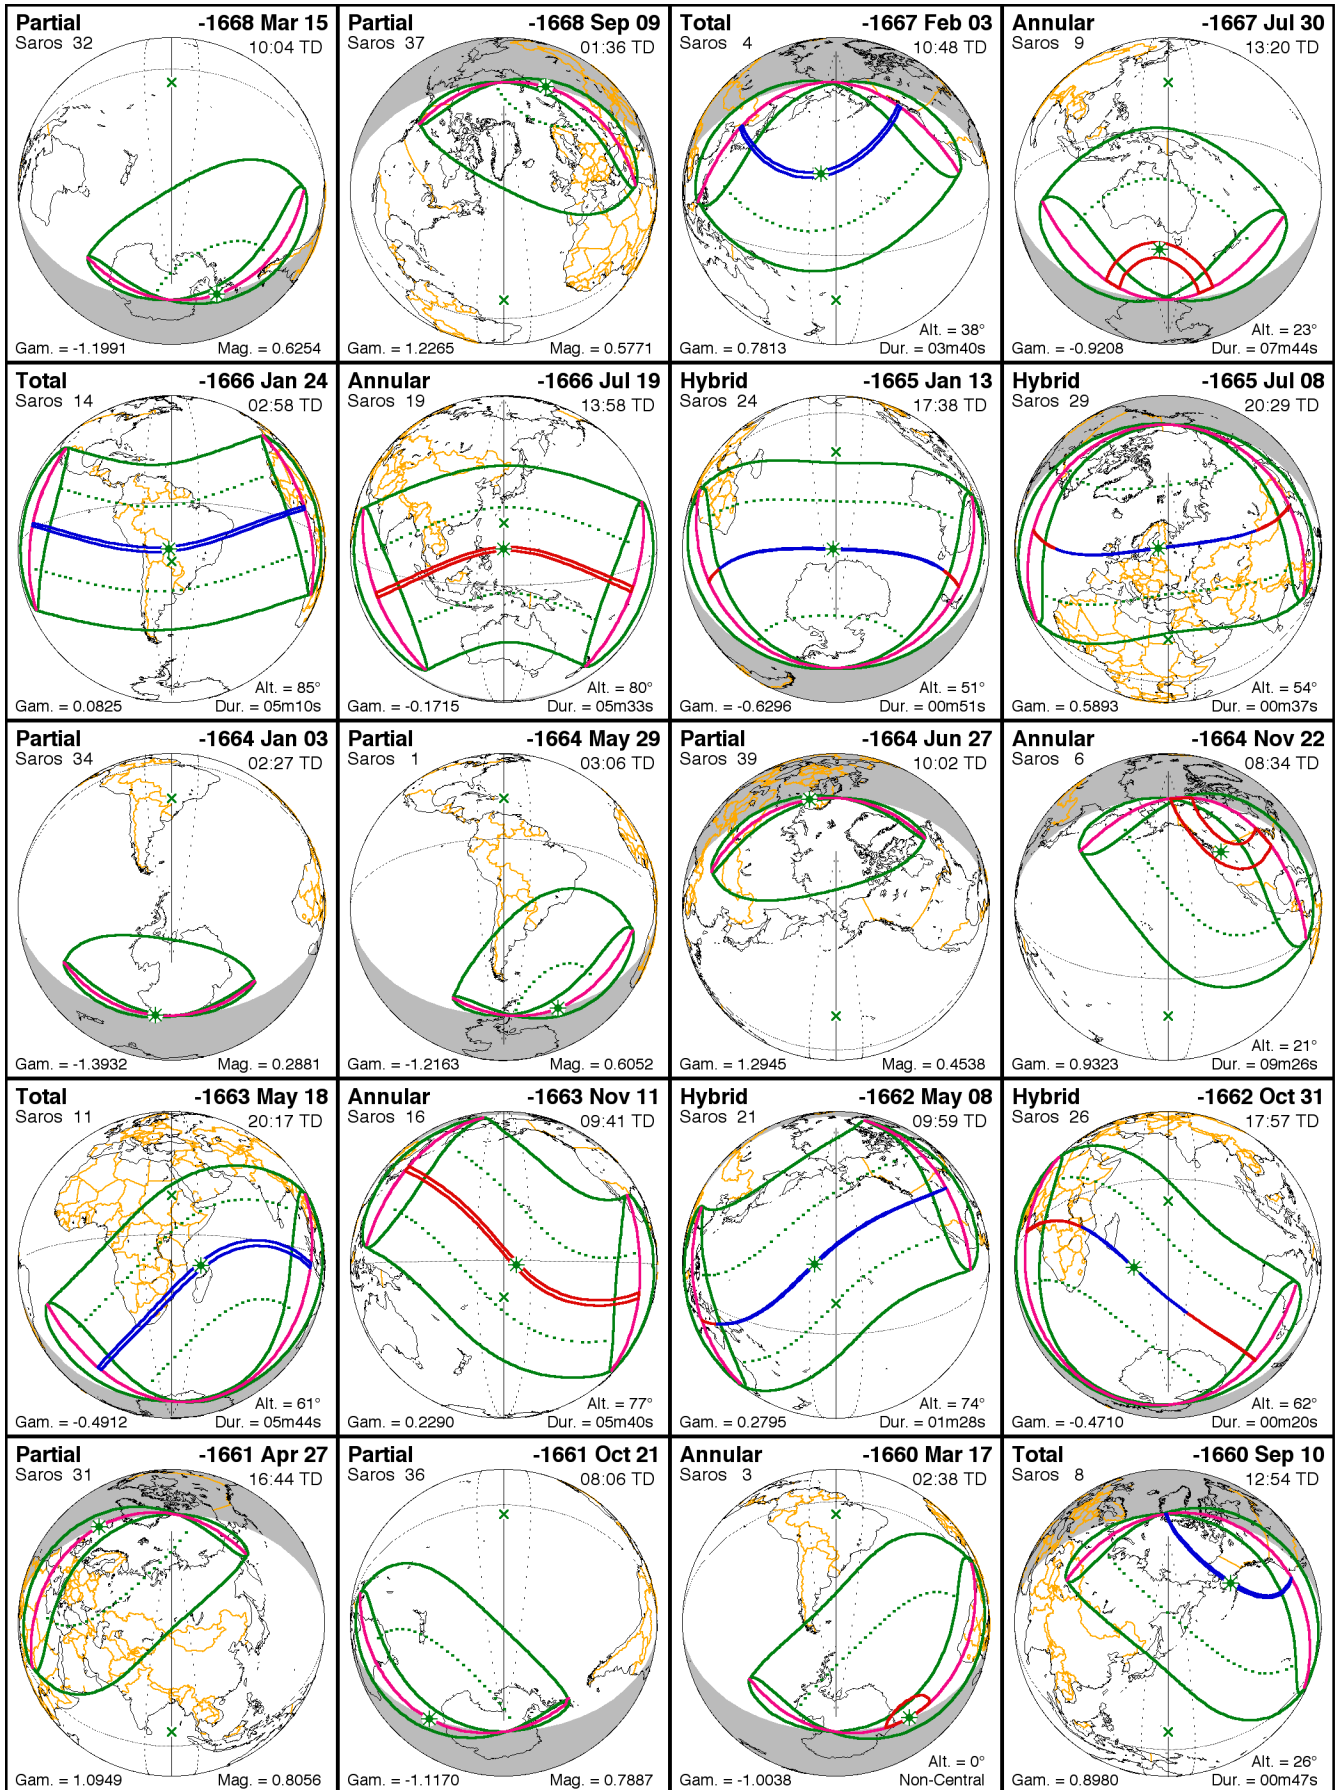 Partial -1668 Mar 15
Saros 32 10:04 TD
Gam. = -1.1991 Mag. = 0.6254
Partial -1668 Sep 09
Saros 37 01:36 TD
Gam. = 1.2265 Mag. = 0.5771
Total -1667 Feb 03
Saros 4 10:48 TD
Alt. = 38°
Gam. = 0.7813 Dur. = 03m40s
Annular -1667 Jul 30
Saros 9 13:20 TD
Alt. = 23°
Gam. = -0.9208 Dur. = 07m44s
Total -1666 Jan 24
Saros 14 02:58 TD
Alt. = 85°
Gam. = 0.0825 Dur. = 05m10s
Annular -1666 Jul 19
Saros 19 13:58 TD
Alt. = 80°
Gam. = -0.1715 Dur. = 05m33s
Hybrid -1665 Jan 13
Saros 24 17:38 TD
Alt. = 51°
Gam. = -0.6296 Dur. = 00m51s
Hybrid -1665 Jul 08
Saros 29 20:29 TD
Alt. = 54°
Gam. = 0.5893 Dur. = 00m37s
Partial -1664 Jan 03
Saros 34 02:27 TD
Gam. = -1.3932 Mag. = 0.2881
Partial -1664 May 29
Saros 1 03:06 TD
Gam. = -1.2163 Mag. = 0.6052
Partial -1664 Jun 27
Saros 39 10:02 TD
Gam. = 1.2945 Mag. = 0.4538
Annular -1664 Nov 22
Saros 6 08:34 TD
Alt. = 21°
Gam. = 0.9323 Dur. = 09m26s
Total -1663 May 18
Saros 11 20:17 TD
Alt. = 61°
Gam. = -0.4912 Dur. = 05m44s
Annular -1663 Nov 11
Saros 16 09:41 TD
Alt. = 77°
Gam. = 0.2290 Dur. = 05m40s
Hybrid -1662 May 08
Saros 21 09:59 TD
Alt. = 74°
Gam. = 0.2795 Dur. = 01m28s
Hybrid -1662 Oct 31
Saros 26 17:57 TD
Alt. = 62°
Gam. = -0.4710 Dur. = 00m20s
Partial -1661 Apr 27
Saros 31 16:44 TD
Gam. = 1.0949 Mag. = 0.8056
Partial -1661 Oct 21
Saros 36 08:06 TD
Gam. = -1.1170 Mag. = 0.7887
Annular -1660 Mar 17
Saros 3 02:38 TD
Alt. = 0°
Gam. = -1.0038 Non-Central
Total -1660 Sep 10
Saros 8 12:54 TD
Alt. = 26°
Gam. = 0.8980 Dur. = 00m47s